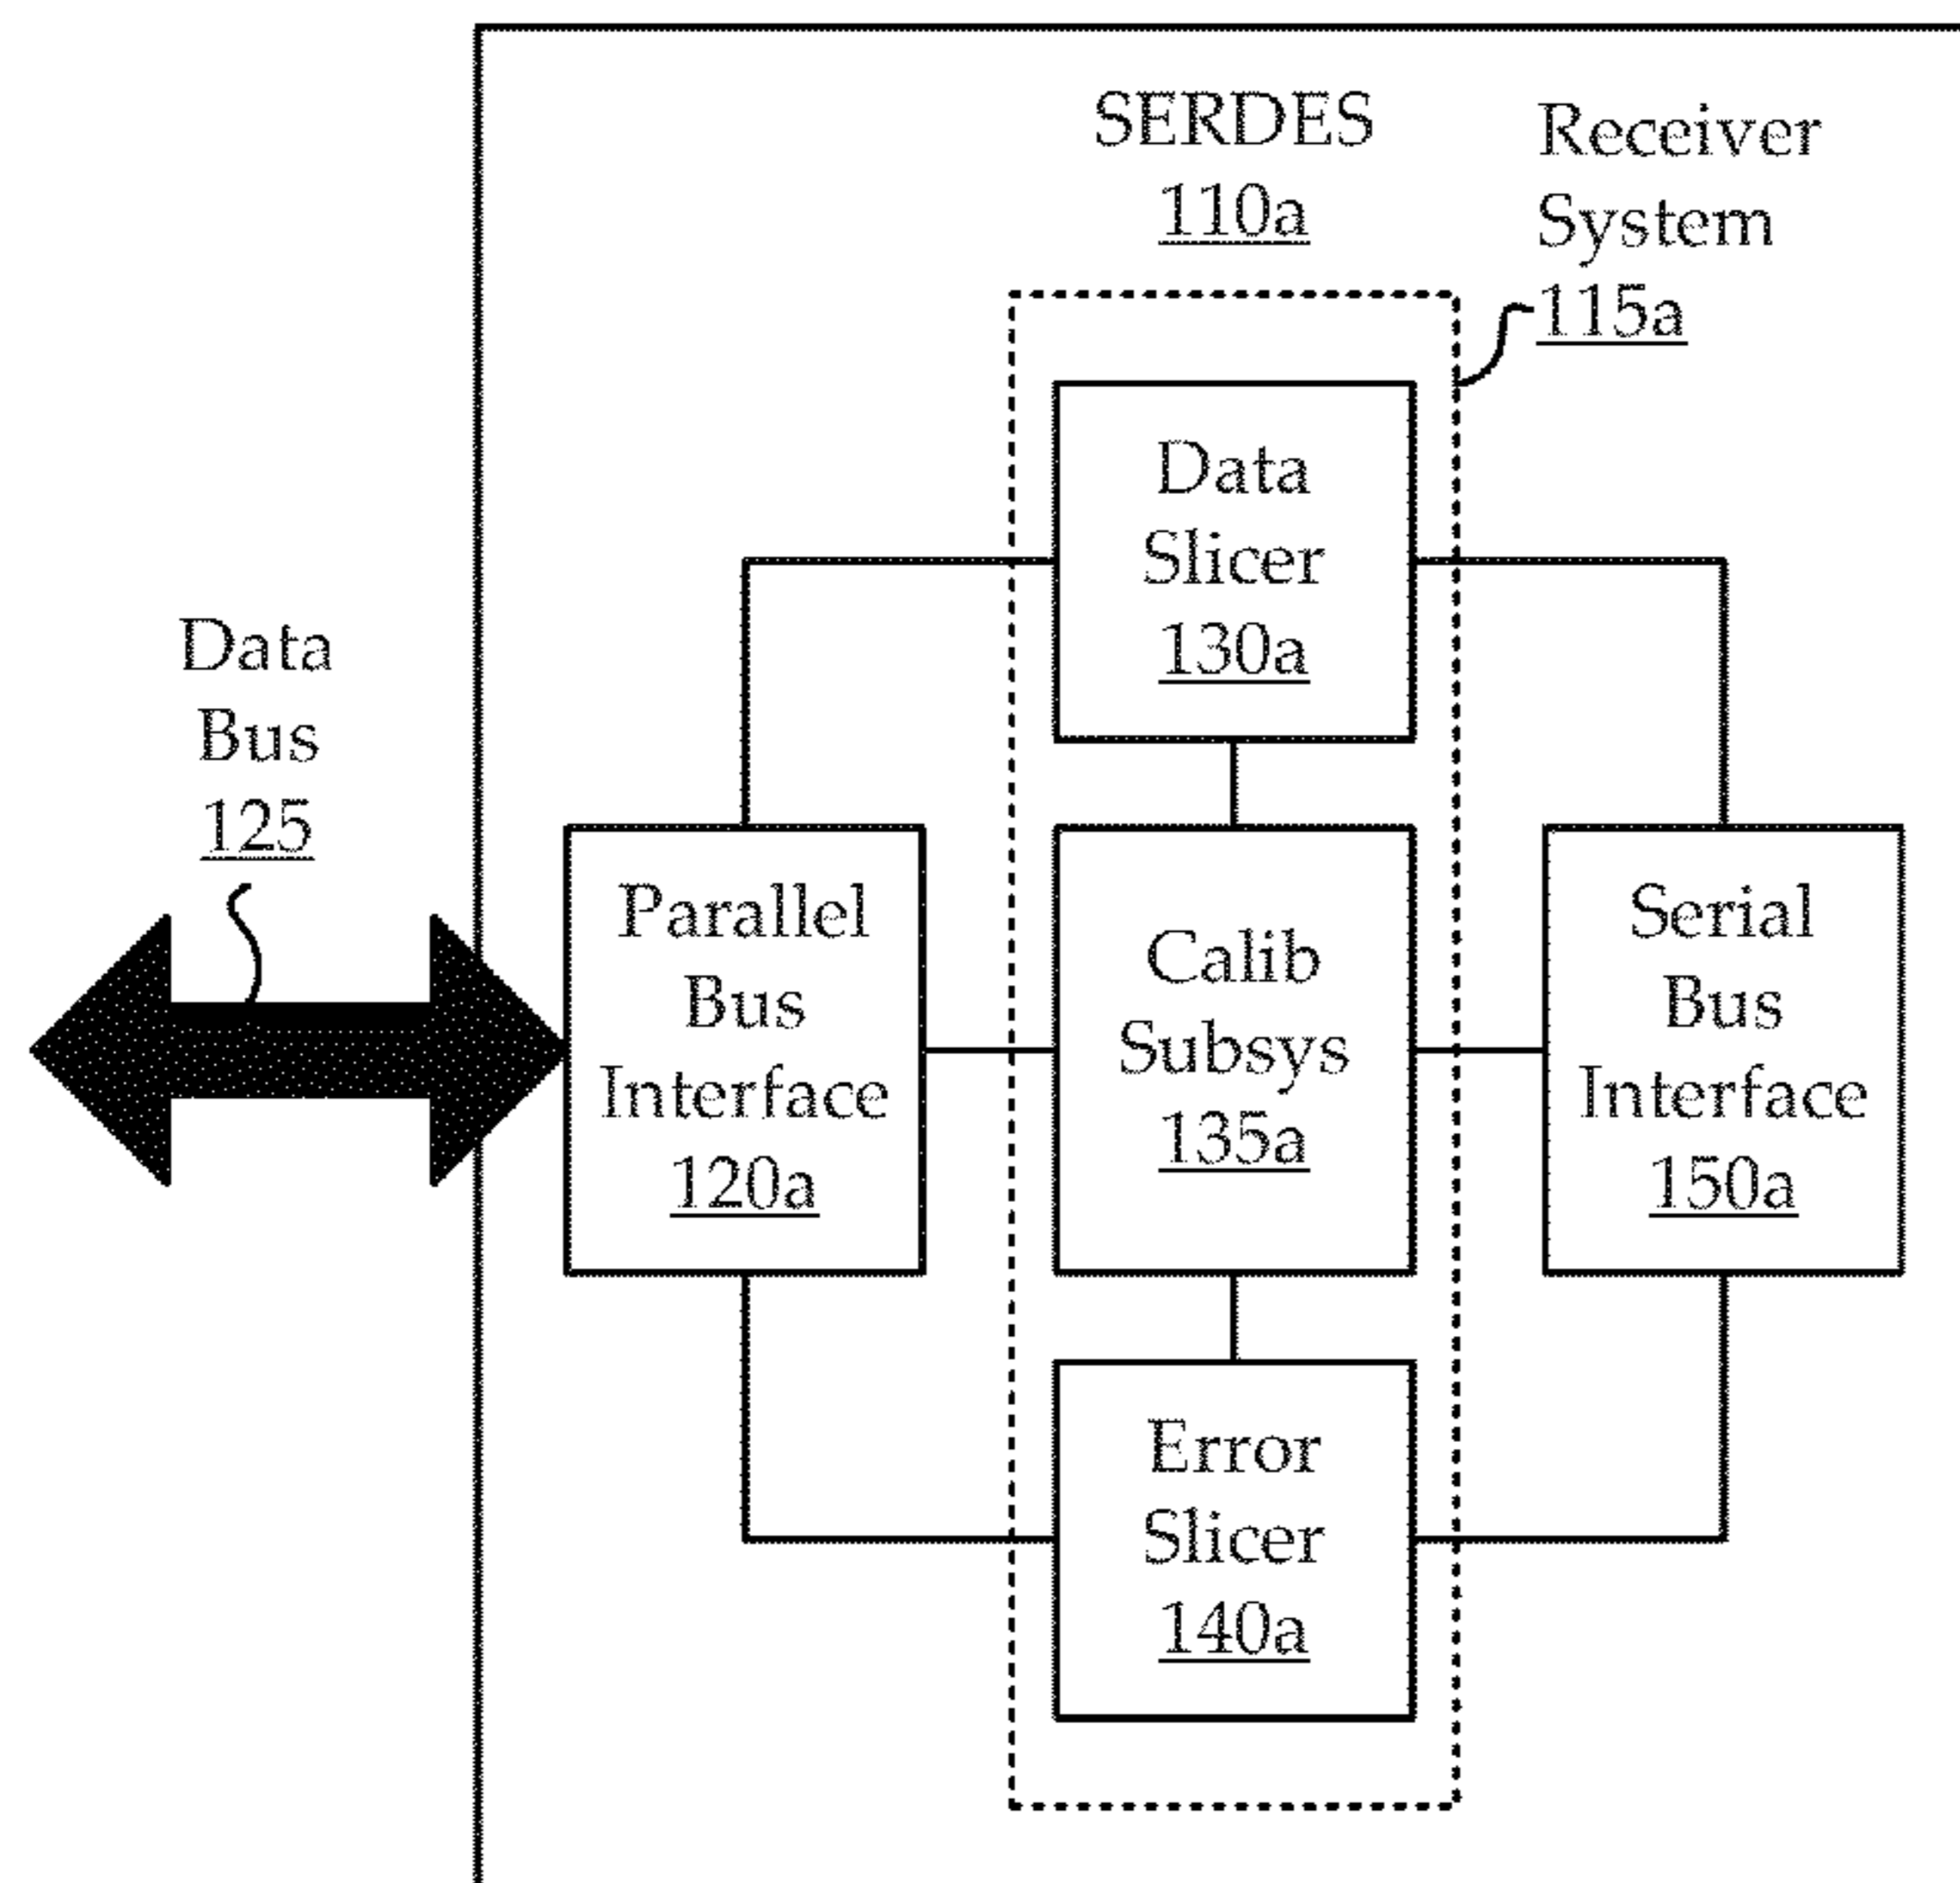 SERDES
110a
Receiver
System
115a
Data
Slicer
130a
Data
Bus
125
Parallel
Bus
Interface
120a
Calib
Subsys
135a
Serial
Bus
Interface
150a
Error
Slicer
140a